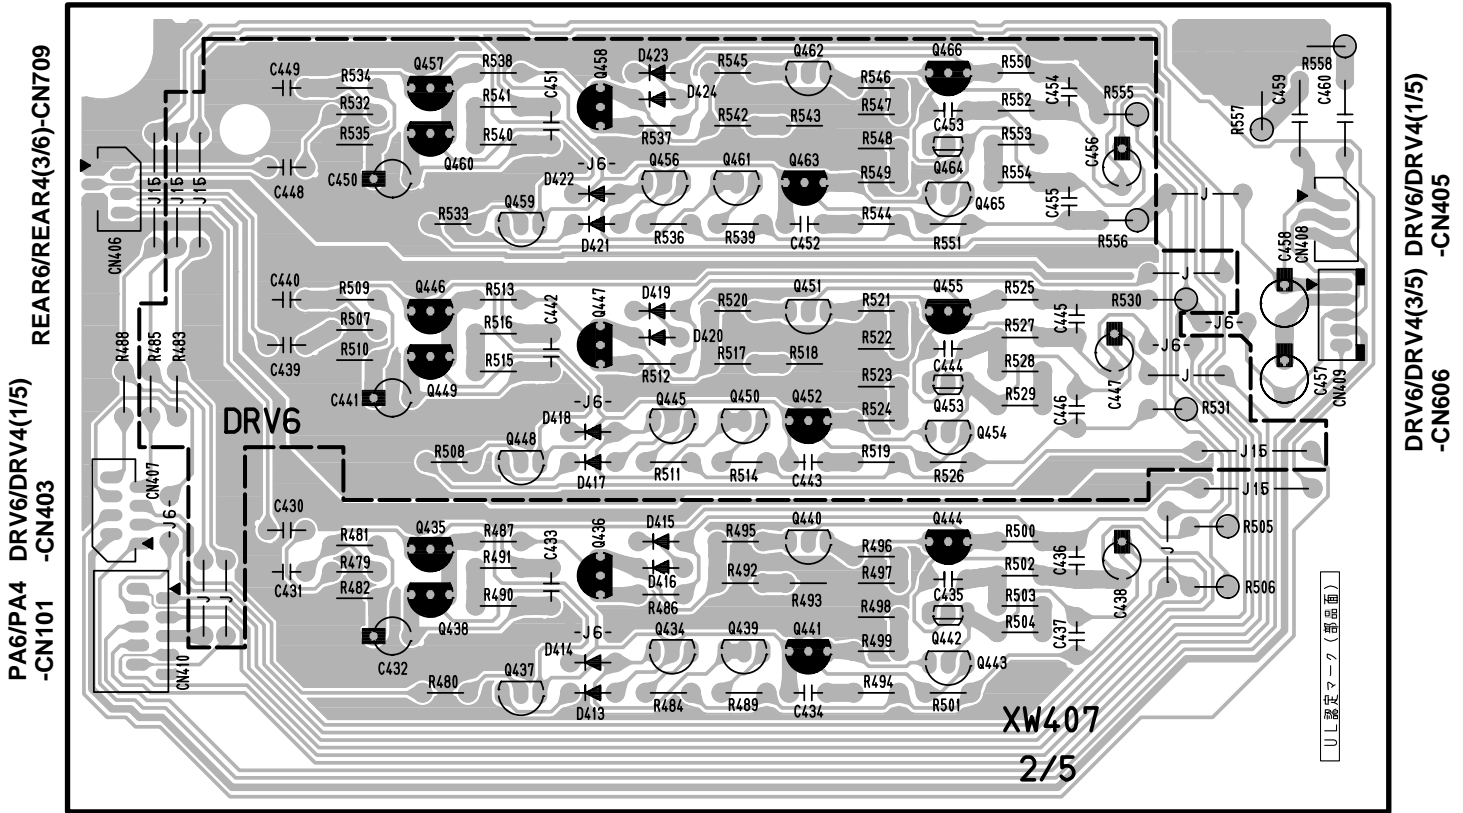 REAR6/REAR4(3/6)-CN709
DRV6/DRV4(1/5)
-CN403
PA6/PA4
-CN101
DRV6/DRV4(1/5)
-CN405
DRV6/DRV4(3/5)
-CN606
C449
R534
Q457
R538
C451
Q458
D423
R545
Q462
Q466
R550
C454
R555
R558
C459
C460
R532
R541
D424
R546
R547
C453
R552
R557
R535
R540
R537
R542
R543
R548
R553
C456
Q460
-J6-
Q456
Q461
Q463
Q464
J15
J15
J15
C448
C450
D422
R549
R554
C455
J
Q459
Q465
R533
D421
R536
R539
C452
R544
R551
R556
CN406
C458
CN408
C440
R509
Q446
R513
C442
Q447
D419
R520
Q451
R521
Q455
R525
C445
R530
J
R507
R516
D420
R522
R527
-J6-
C439
R510
R515
R512
R517
R518
C444
R528
-J6-
R488
R485
R483
Q449
R523
Q453
C447
J
C457
CN409
C441
-J6-
Q445
Q450
Q452
R529
C446
R531
DRV6
D418
R524
Q454
Q448
R508
D417
R511
R514
C443
R519
R526
J15
J15
CN407
-J6-
C430
R481
Q435
R487
C433
Q436
D415
R495
Q440
R496
Q444
R500
C436
J
R505
R479
R491
D416
R492
R497
C435
R502
C431
R482
R490
R486
R493
R498
R503
C438
R506
Q438
-J6-
Q434
Q439
Q441
Q442
R504
C437
J
J
C432
D414
R499
Q443
CN410
Q437
R480
D413
R484
R489
C434
R494
R501
XW407
2/5
UL認定マーク(部品面)